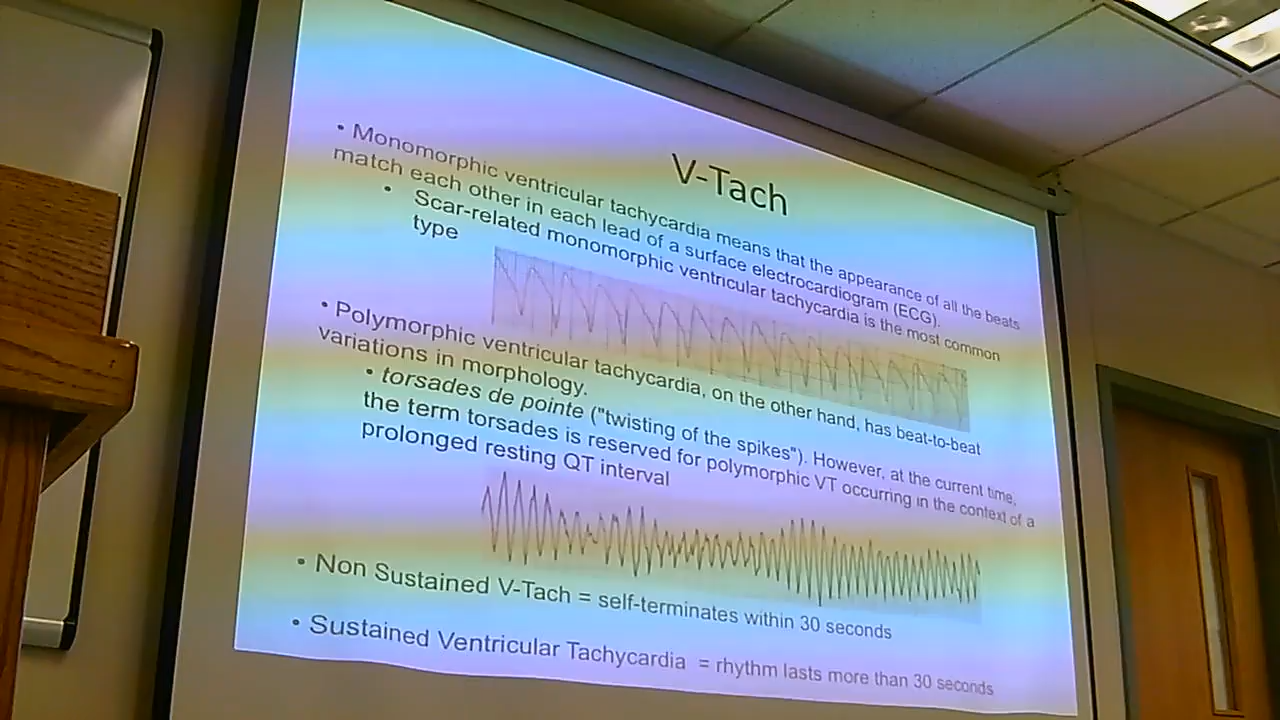 V-Tach
• Monomorphic ventricular tachycardia means that the appearance of all the beats
match each other in each lead of a surface electrocardiogram (ECG).
• Scar-related monomorphic ventricular tachycardia is the most common
type
• Polymorphic ventricular tachycardia, on the other hand, has beat-to-beat
variations in morphology.
• torsades de pointe ("twisting of the spikes"). However, at the current time,
the term torsades is reserved for polymorphic VT occurring in the context of a
prolonged resting QT interval
• Non Sustained V-Tach = self-terminates within 30 seconds
• Sustained Ventricular Tachycardia = rhythm lasts more than 30 seconds